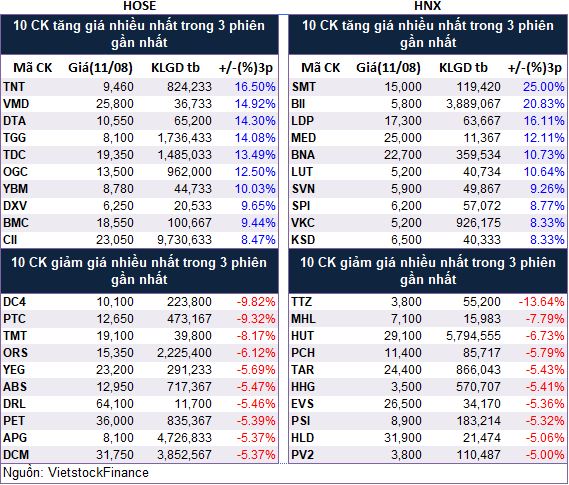 HOSE
10 CK tăng giá nhiều nhất trong 3 phiên
gần nhất
Mã CK Giá(11/08) KLGD tb +/-(%)3p
TNT 9,460 824,233 16.50%
VMD 25,800 36,733 14.92%
DTA 10,550 65,200 14.30%
TGG 8,100 1,736,433 14.08%
TDC 19,350 1,485,033 13.49%
OGC 13,500 962,000 12.50%
YBM 8,780 44,733 10.03%
DXV 6,250 20,533 9.65%
BMC 18,550 100,667 9.44%
CII 23,050 9,730,633 8.47%
10 CK giảm giá nhiều nhất trong 3 phiên
gần nhất
DC4 10,100 223,800 -9.82%
PTC 12,650 473,167 -9.32%
TMT 19,100 39,800 -8.17%
ORS 15,350 2,225,400 -6.12%
YEG 23,200 291,233 -5.69%
ABS 12,950 717,367 -5.47%
DRL 64,100 11,700 -5.46%
PET 36,000 835,367 -5.39%
APG 8,100 4,726,833 -5.37%
DCM 31,750 3,852,567 -5.37%
Nguồn: VietstockFinance
HNX
10 CK tăng giá nhiều nhất trong 3 phiên
gần nhất
Mã CK Giá(11/08) KLGD tb +/-(%)3p
SMT 15,000 119,420 25.00%
BII 5,800 3,889,067 20.83%
LDP 17,300 63,667 16.11%
MED 25,000 11,367 12.11%
BNA 22,700 359,534 10.73%
LUT 5,200 40,734 10.64%
SVN 5,900 49,867 9.26%
SPI 6,200 57,072 8.77%
VKC 5,200 926,175 8.33%
KSD 6,500 40,333 8.33%
10 CK giảm giá nhiều nhất trong 3 phiên
gần nhất
TTZ 3,800 55,200 -13.64%
MHL 7,100 15,983 -7.79%
HUT 29,100 5,794,555 -6.73%
PCH 11,400 85,717 -5.79%
TAR 24,400 866,043 -5.43%
HHG 3,500 570,707 -5.41%
EVS 26,500 34,170 -5.36%
PSI 8,900 183,214 -5.32%
HLD 31,900 21,474 -5.06%
PV2 3,800 110,487 -5.00%